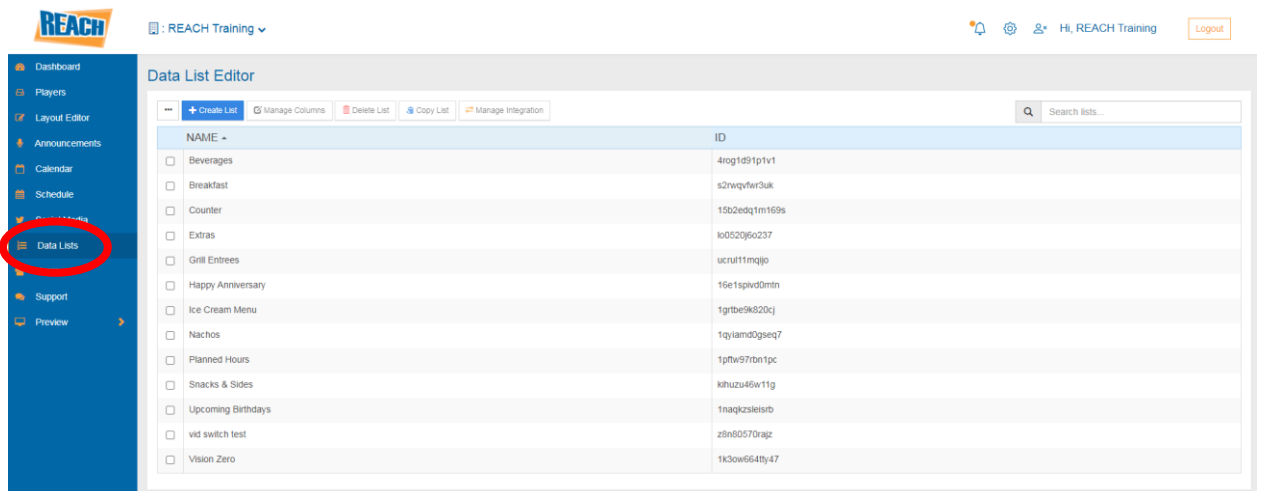 REACH
: REACH Training
Hi, REACH Training
Logout
Dashboard
Players
Layout Editor
Announcements
Calendar
Schedule
Social Media
Data Lists
Support
Preview
Data List Editor
Create List Manage Columns Delete List Copy List Manage Integration
Search lists...
NAME ID
Beverages 4rog1d91p1v1
Breakfast s2rwqvfwr3uk
Counter 15b2edq1m169s
Extras lo0520j6o237
Grill Entrees ucrul11mqijo
Happy Anniversary 16e1spivd0mtn
Ice Cream Menu 1grtbe9k820cj
Nachos 1qyiamd0gseq7
Planned Hours 1pftw97rbn1pc
Snacks & Sides kihuzu46w11g
Upcoming Birthdays 1naqkzsleisrb
vid switch test z8n80570rajz
Vision Zero 1k3ow664tty47